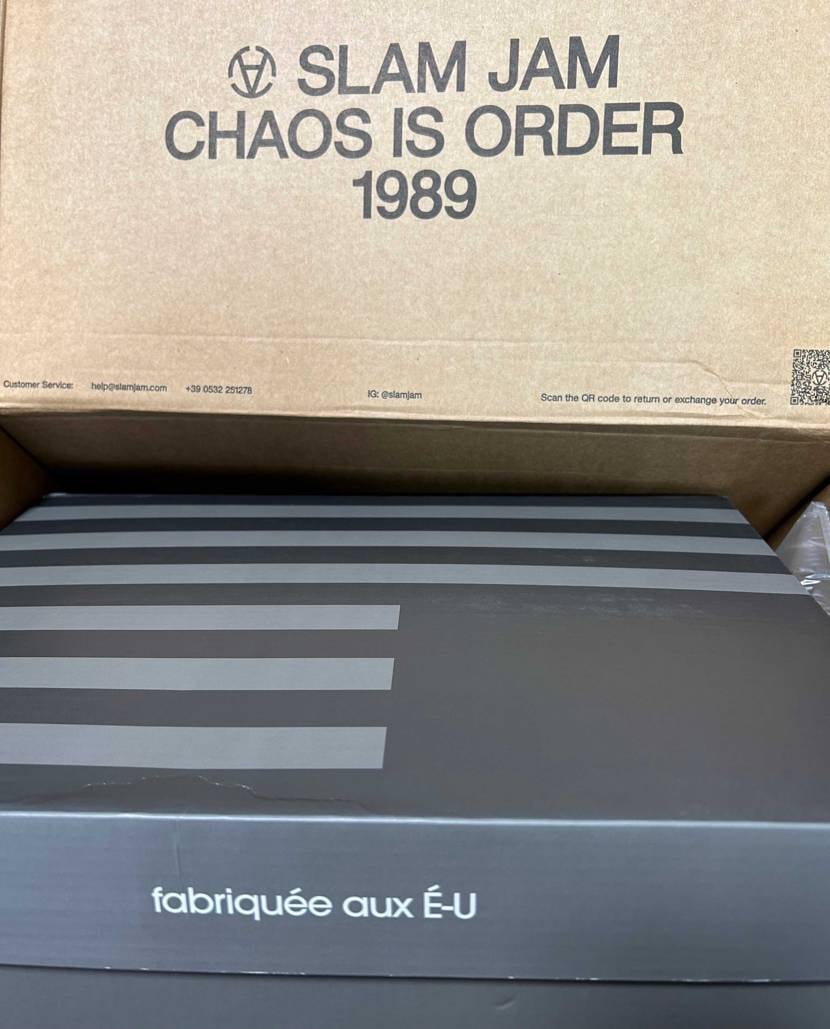 SLAM JAM
CHAOS IS ORDER
1989
Customer Service: help@slamjam.com +39 0532 251278 IG: @slamjam Scan the QR code to return or exchange your order.
fabriquée aux É-U